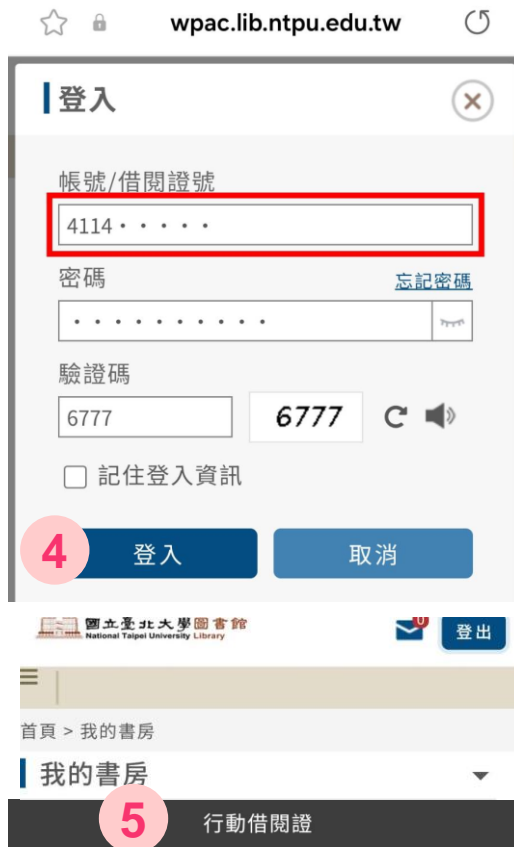 wpac.lib.ntpu.edu.tw
登入
帳號/借閱證號
4114•••••
密碼
忘記密碼
••••••••••
驗證碼
6777
6777
記住登入資訊
4
登入
取消
國立臺北大學圖書館
National Taipei University Library
0
登出
首頁 > 我的書房
我的書房
5
行動借閱證